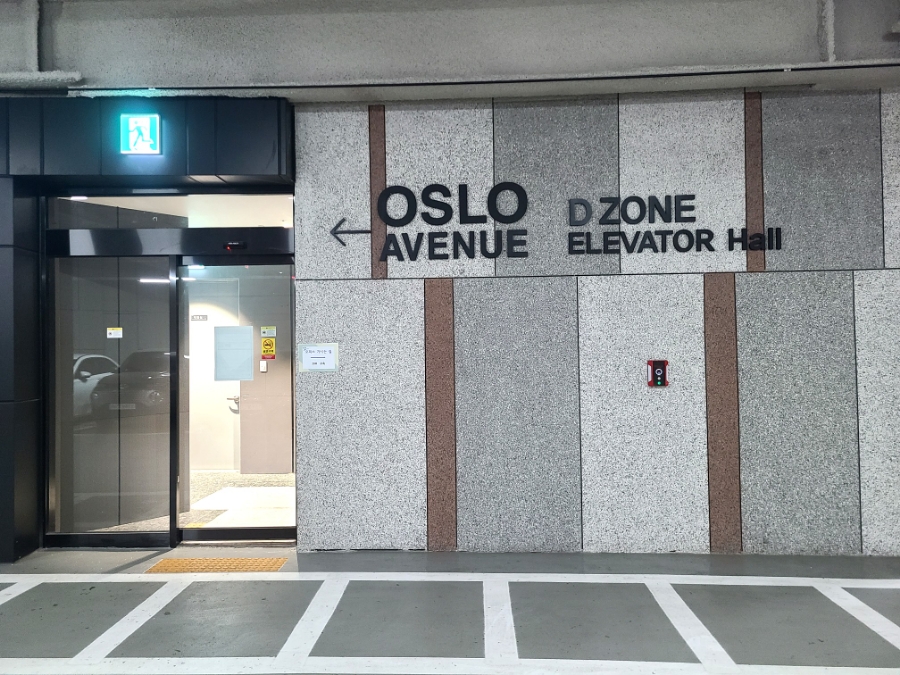 OSLO
AVENUE
D ZONE
ELEVATOR Hall